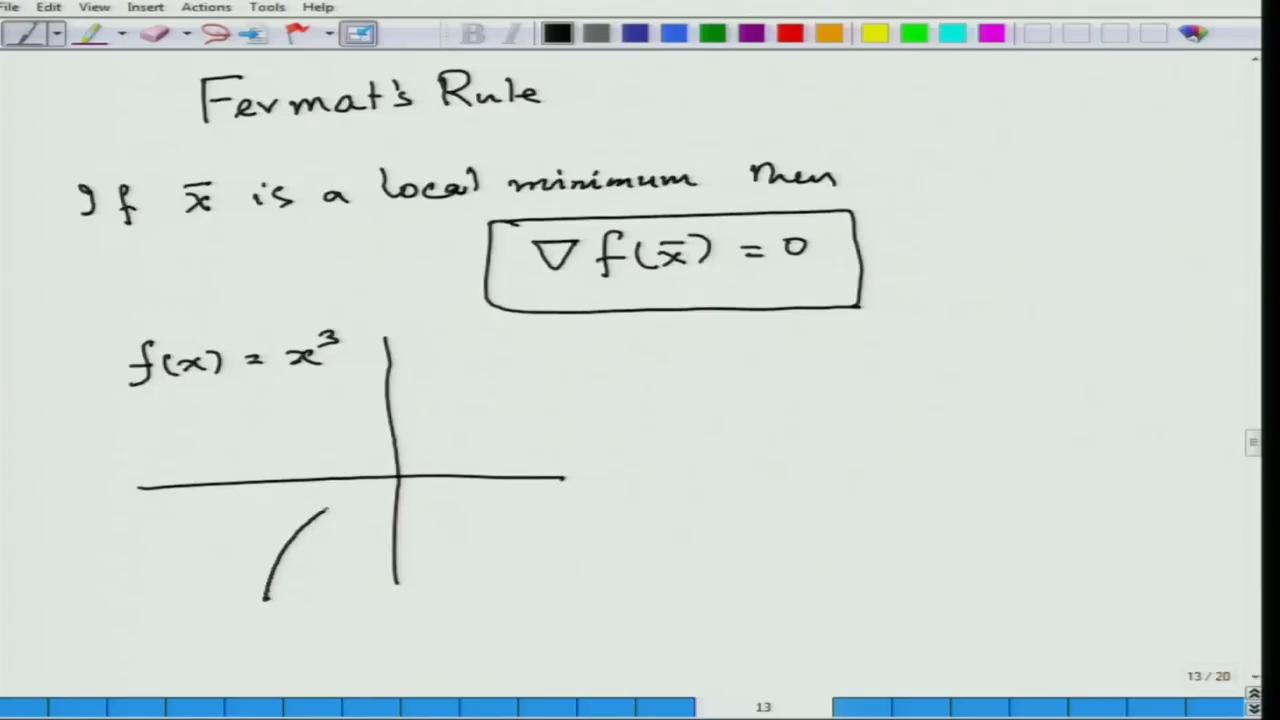 File Edit View Insert Actions Tools Help
B I
Fermat's Rule
If x̄ is a local minimum then
∇ f(x̄) = 0
f(x) = x³
13 / 20
13